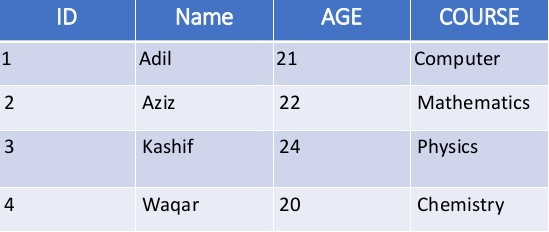 ID Name AGE COURSE
1 Adil 21 Computer
2 Aziz 22 Mathematics
3 Kashif 24 Physics
4 Waqar 20 Chemistry